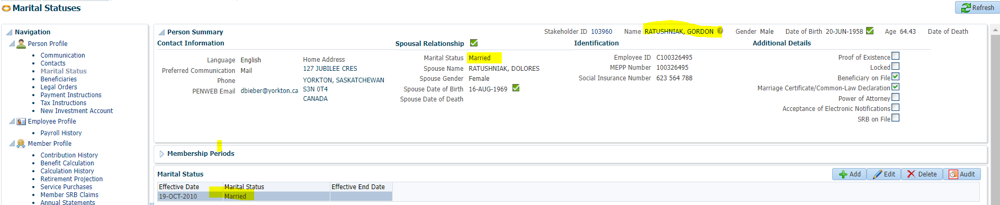 Marital Statuses
Refresh
Navigation
Person Profile
Communication
Contacts
Marital Status
Beneficiaries
Legal Orders
Payment Instructions
Tax Instructions
New Investment Account
Employee Profile
Payroll History
Member Profile
Contribution History
Benefit Calculation
Calculation History
Retirement Projection
Service Purchases
Member SRB Claims
Annual Statements
Person Summary
Stakeholder ID 103960 Name RATUSHNIAK, GORDON Gender Male Date of Birth 20-JUN-1958 Age 64.43 Date of Death
Contact Information
Language English
Preferred Communication Mail
Phone
PENWEB Email dbieber@yorkton.ca
Home Address
127 JUBILEE CRES
YORKTON, SASKATCHEWAN
S3N 0T4
CANADA
Spousal Relationship
Marital Status Married
Spouse Name RATUSHNIAK, DOLORES
Spouse Gender Female
Spouse Date of Birth 16-AUG-1969
Spouse Date of Death
Identification
Employee ID C100326495
MEPP Number 100326495
Social Insurance Number 623 564 788
Additional Details
Proof of Existence
Locked
Beneficiary on File
Marriage Certificate/Common-Law Declaration
Power of Attorney
Acceptance of Electronic Notifications
SRB on File
Membership Periods
Marital Status
Add Edit Delete Audit
Effective Date Marital Status Effective End Date
19-OCT-2010 Married